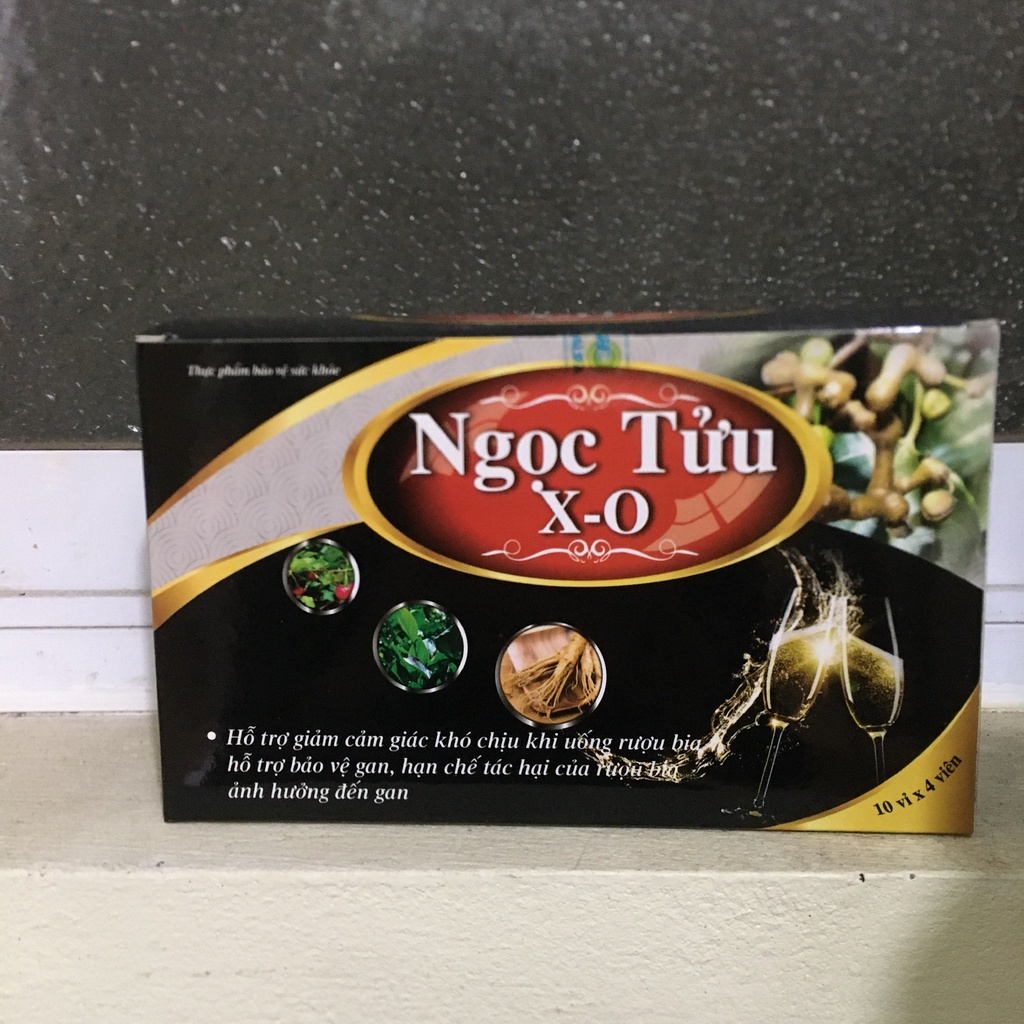 Thực phẩm bảo vệ sức khỏe
Ngọc Tửu
X-O
• Hỗ trợ giảm cảm giác khó chịu khi uống rượu bia,
hỗ trợ bảo vệ gan, hạn chế tác hại của rượu bia
ảnh hưởng đến gan
10 vỉ x 4 viên